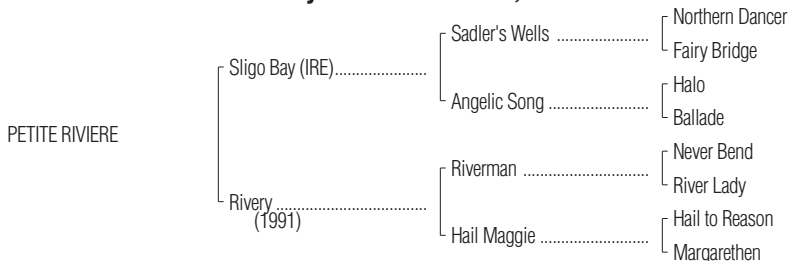 Northern Dancer
Sadler's Wells ......................
Fairy Bridge
Sligo Bay (IRE)......................
Halo
Angelic Song ........................
Ballade
PETITE RIVIERE
Never Bend
Riverman ..............................
River Lady
Rivery ....................................
(1991)
Hail to Reason
Hail Maggie ..........................
Margarethen